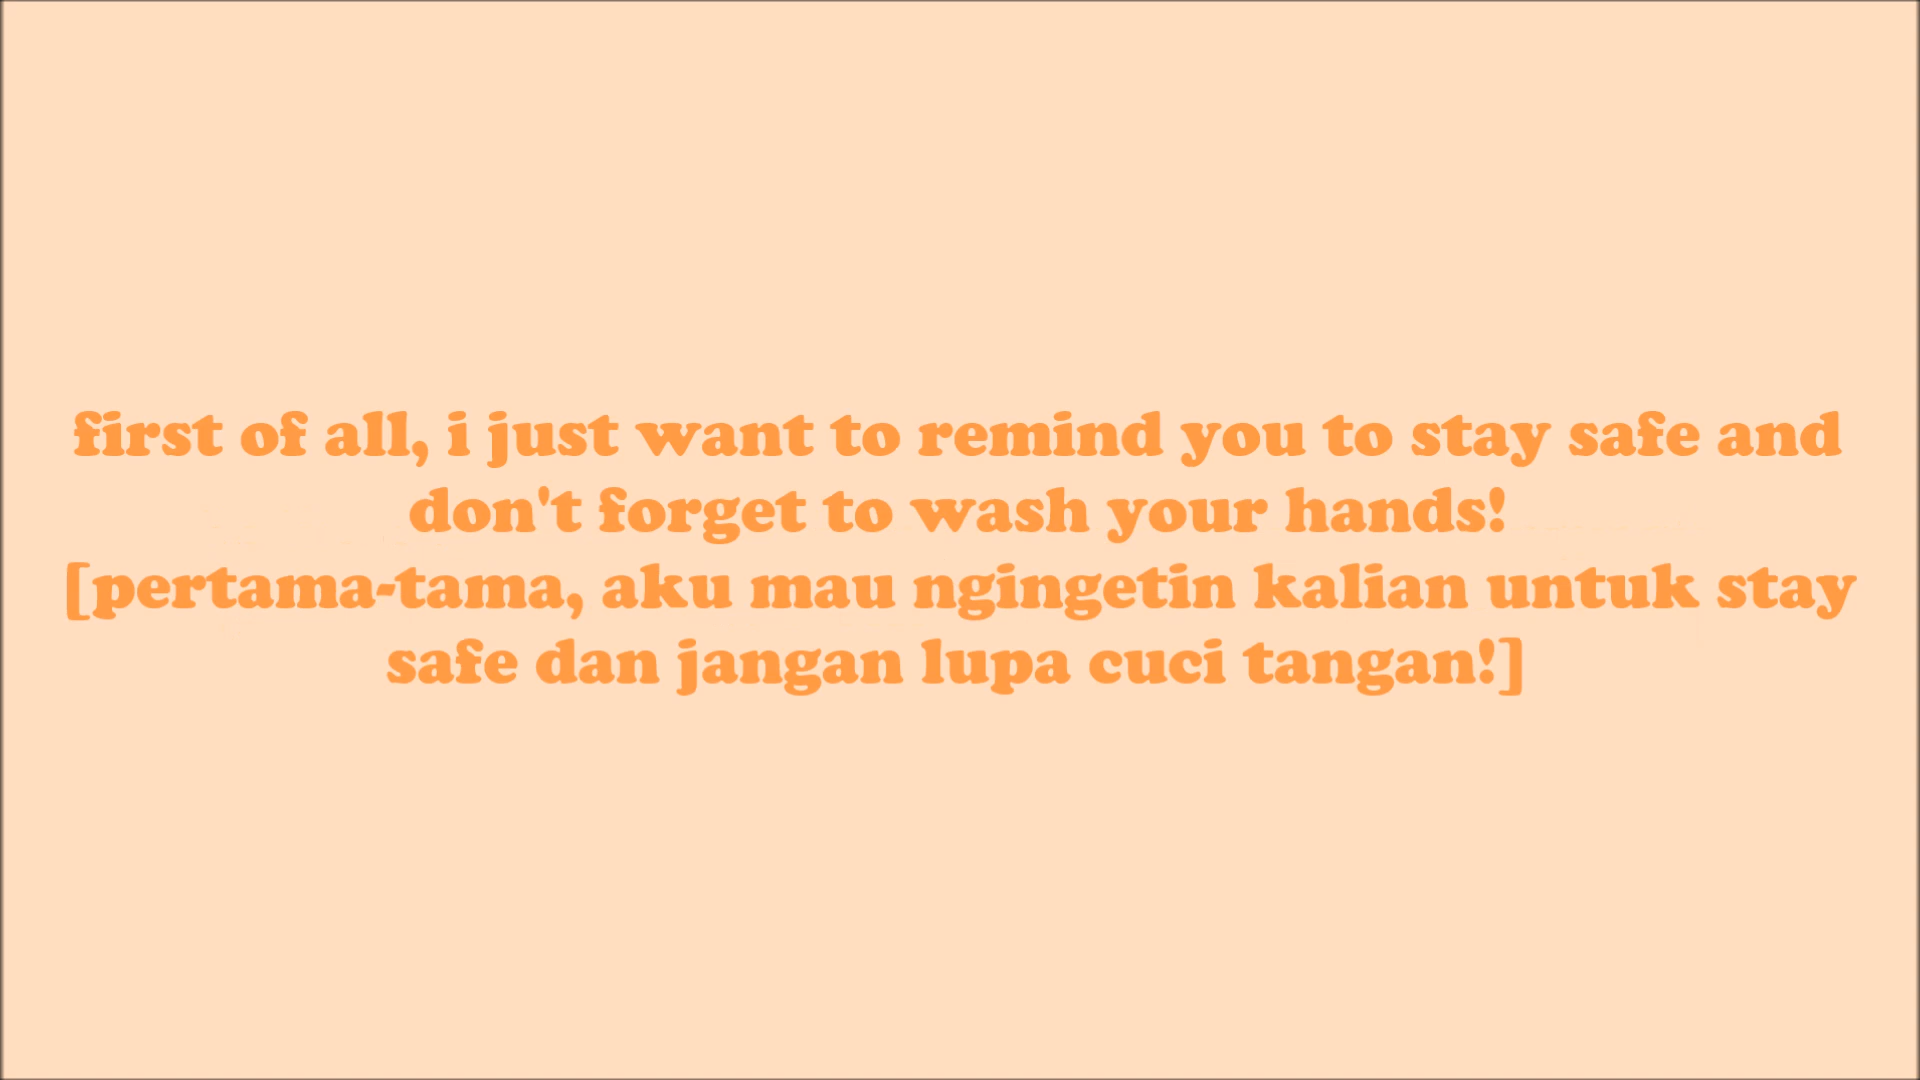 first of all, i just want to remind you to stay safe and
don't forget to wash your hands!
[pertama-tama, aku mau ngingetin kalian untuk stay
safe dan jangan lupa cuci tangan!]